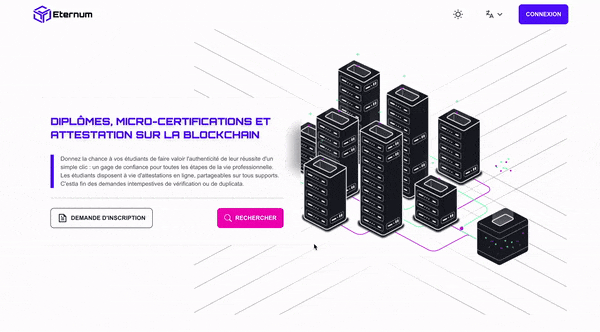 Eternum
CONNEXION
DIPLÔMES, MICRO-CERTIFICATIONS ET
ATTESTATION SUR LA BLOCKCHAIN
Donnez la chance à vos étudiants de faire valoir l'authenticité de leur réussite d'un
simple clic : un gage de confiance pour toutes les étapes de la vie professionnelle.
Les étudiants disposent à vie d'attestations en ligne, partageables sur tous supports.
C'estla fin des demandes intempestives de vérification ou de duplicata.
DEMANDE D'INSCRIPTION
RECHERCHER